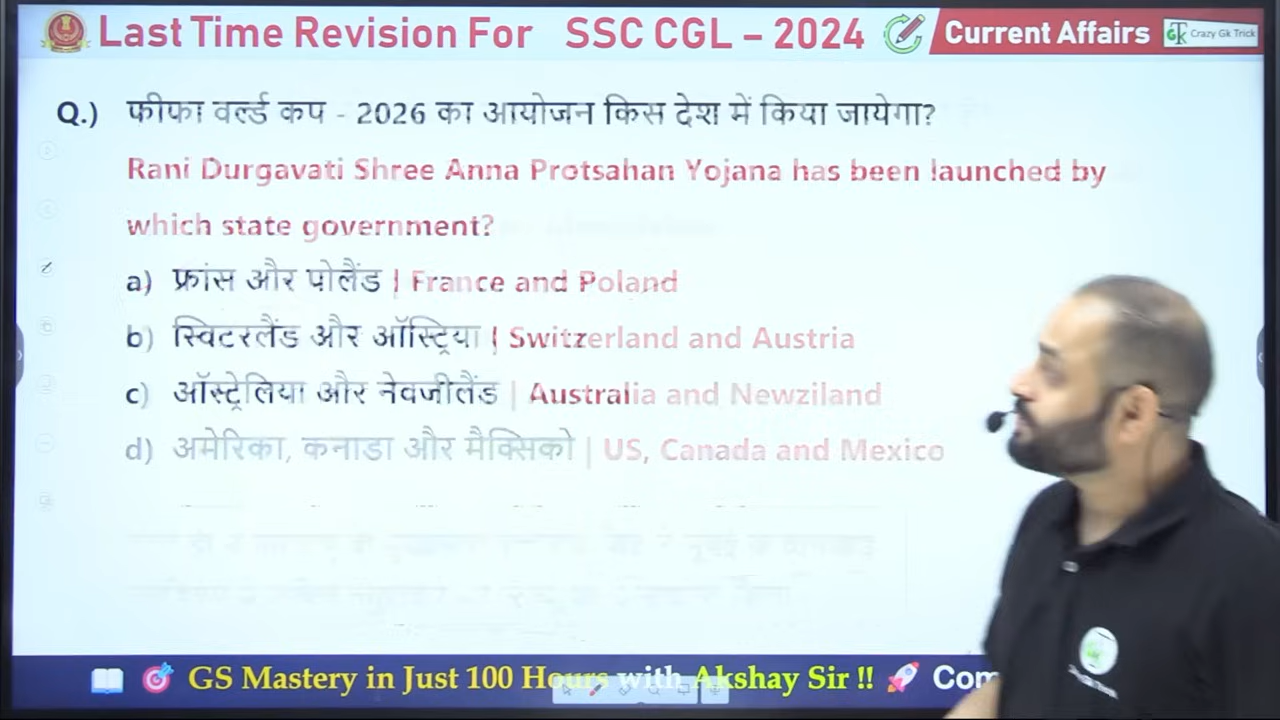 Last Time Revision For SSC CGL – 2024
Current Affairs
Crazy Gk Trick
Q.) फीफा वर्ल्ड कप - 2026 का आयोजन किस देश में किया जायेगा?
Rani Durgavati Shree Anna Protsahan Yojana has been launched by
which state government?
a) फ्रांस और पोलैंड | France and Poland
b) स्विटरलैंड और ऑस्ट्रिया | Switzerland and Austria
c) ऑस्ट्रेलिया और नेवजीलैंड | Australia and Newziland
d) अमेरिका, कनाडा और मैक्सिको | US, Canada and Mexico
GS Mastery in Just 100 Hours with Akshay Sir !! Com